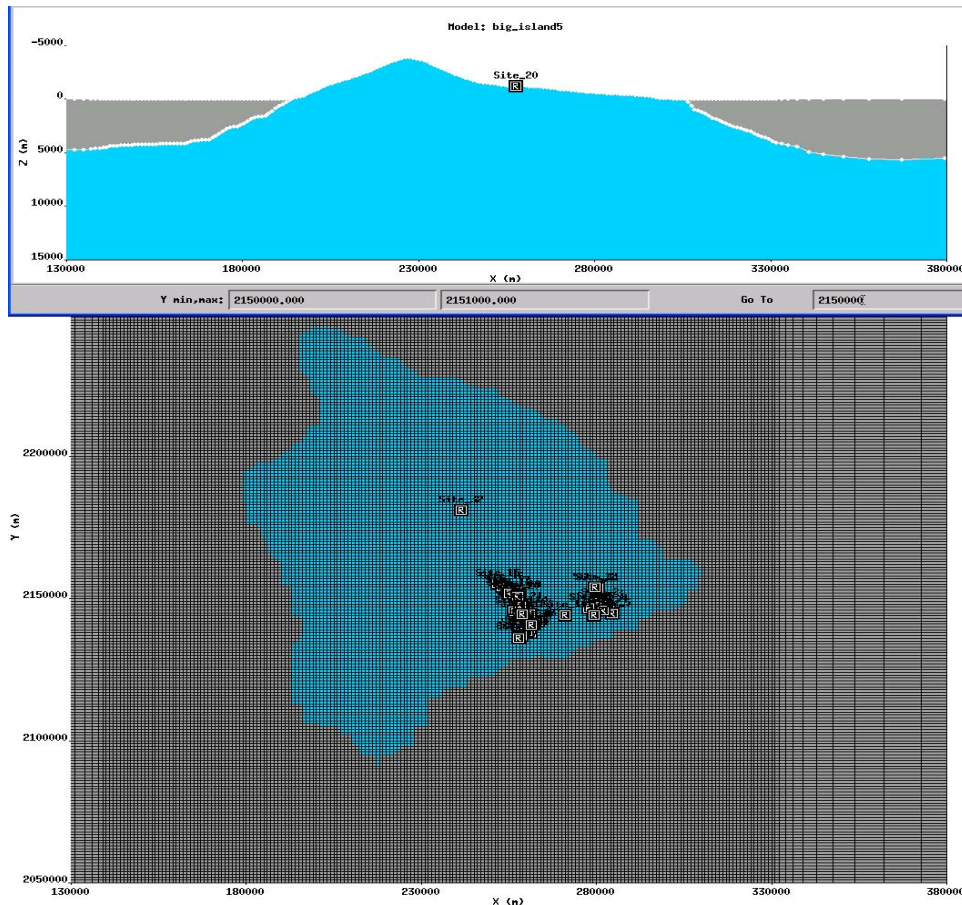 Model: big_island5
-5000
Site_20
R
0
Z (m)
5000
10000
15000
130000 180000 230000 280000 330000 380000
X (m)
Y min,max: 2150000.000 2151000.000 Go To 2150000
2200000
R
Y (m)
2150000
R
R
R
R
R
R
R
R
R
2100000
2050000
130000 180000 230000 280000 330000 380000
X (m)